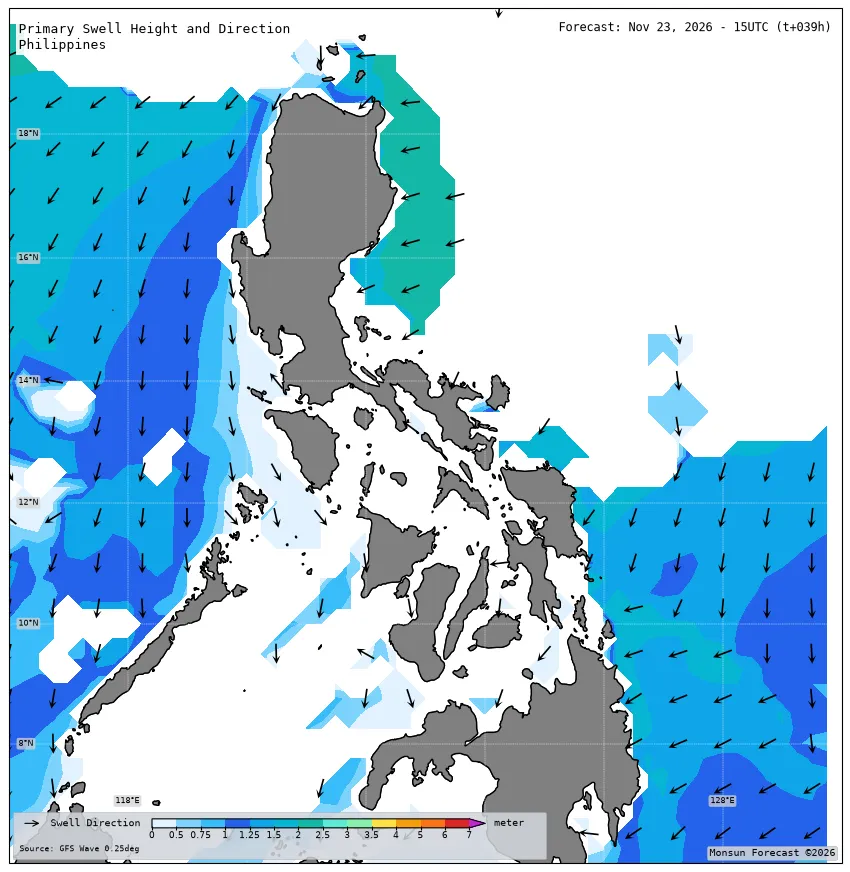 Primary Swell Height and Direction
Philippines
Forecast: Nov 23, 2026 - 15UTC (t+039h)
18°N
16°N
14°N
12°N
10°N
8°N
118°E
128°E
Swell Direction
0 0.5 0.75 1 1.25 1.5 2 2.5 3 3.5 4 5 6 7
meter
Source: GFS Wave 0.25deg
Monsun Forecast ©2026